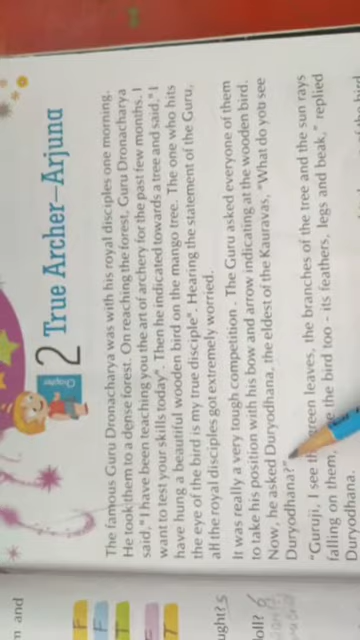 Chapter
2 True Archer–Arjuna
The famous Guru Dronacharya was with his royal disciples one morning.
He took them to a dense forest. On reaching the forest, Guru Dronacharya
said," I have been teaching you the art of archery for the past few months. I
want to test your skills today". Then he indicated towards a tree and said," I
have hung a beautiful wooden bird on the mango tree. The one who hits
the eye of the bird is my true disciple". Hearing the statement of the Guru,
all the royal disciples got extremely worried.
It was really a very tough competition . The Guru asked everyone of them
to take his position with his bow and arrow indicating at the wooden bird.
Now, he asked Duryodhana, the eldest of the Kauravas, "What do you see
Duryodhana?"
"Guruji, I see the green leaves, the branches of the tree and the sun rays
falling on them, the bird too - its feathers, legs and beak," replied
Duryodhana.
m and
F
F
T
F
T
ught? S
doll?